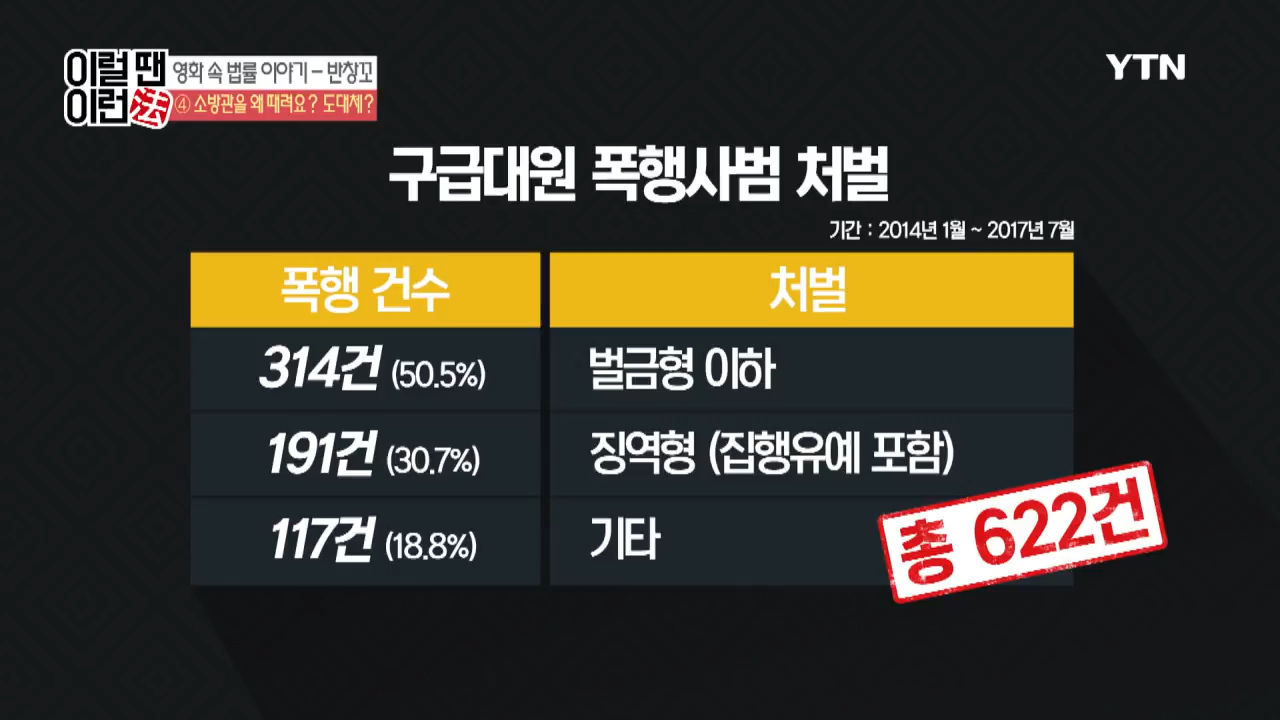 이럴 땐
이런 法
영화 속 법률 이야기 – 반창꼬
④ 소방관을 왜 때려요? 도대체?
YTN
구급대원 폭행사범 처벌
기간 : 2014년 1월 ~ 2017년 7월
폭행 건수 처벌
314건 (50.5%) 벌금형 이하
191건 (30.7%) 징역형 (집행유예 포함)
117건 (18.8%) 기타
총 622건